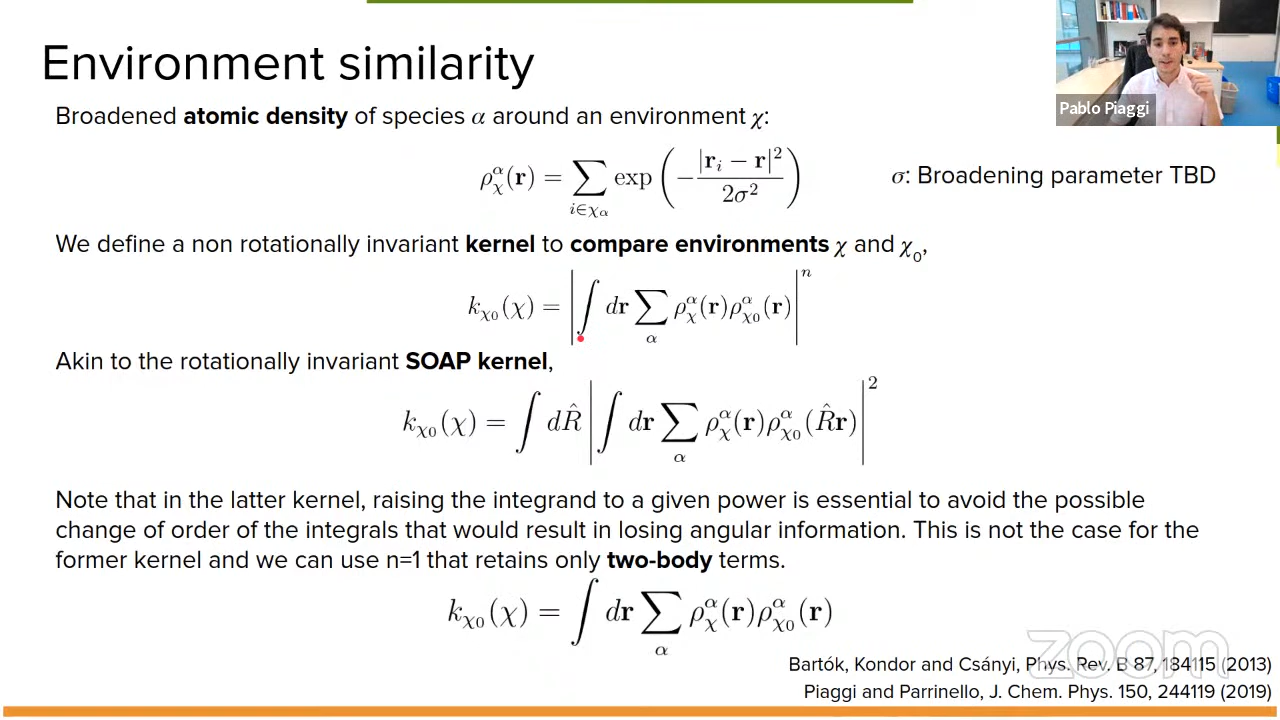 Environment similarity
Pablo Piaggi
Broadened atomic density of species α around an environment χ:
ρ_χ^α(r) = ∑_{i∈χ_α} exp(−|r_i − r|²/2σ²)
σ: Broadening parameter TBD
We define a non rotationally invariant kernel to compare environments χ and χ₀,
k_{χ₀}(χ) = |∫ dr ∑_α ρ_χ^α(r)ρ_{χ₀}^α(r)|^n
Akin to the rotationally invariant SOAP kernel,
k_{χ₀}(χ) = ∫ dR̂ |∫ dr ∑_α ρ_χ^α(r)ρ_{χ₀}^α(R̂r)|²
Note that in the latter kernel, raising the integrand to a given power is essential to avoid the possible
change of order of the integrals that would result in losing angular information. This is not the case for the
former kernel and we can use n=1 that retains only two-body terms.
k_{χ₀}(χ) = ∫ dr ∑_α ρ_χ^α(r)ρ_{χ₀}^α(r)
zoom
Bartók, Kondor and Csányi, Phys. Rev. B 87, 184115 (2013)
Piaggi and Parrinello, J. Chem. Phys. 150, 244119 (2019)